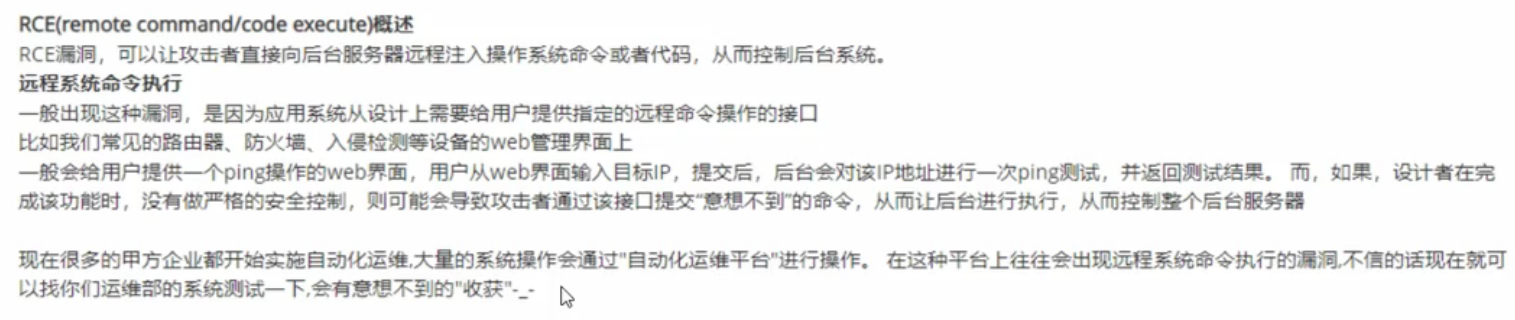 RCE(remote command/code execute)概述
RCE漏洞，可以让攻击者直接向后台服务器远程注入操作系统命令或者代码，从而控制后台系统。
远程系统命令执行
一般出现这种漏洞，是因为应用系统从设计上需要给用户提供指定的远程命令操作的接口
比如我们常见的路由器、防火墙、入侵检测等设备的web管理界面上
一般会给用户提供一个ping操作的web界面，用户从web界面输入目标IP，提交后，后台会对该IP地址进行一次ping测试，并返回测试结果。 而，如果，设计者在完
成该功能时，没有做严格的安全控制，则可能会导致攻击者通过该接口提交“意想不到”的命令，从而让后台进行执行，从而控制整个后台服务器
现在很多的甲方企业都开始实施自动化运维,大量的系统操作会通过"自动化运维平台"进行操作。 在这种平台上往往会出现远程系统命令执行的漏洞,不信的话现在就可
以找你们运维部的系统测试一下,会有意想不到的"收获"-_-